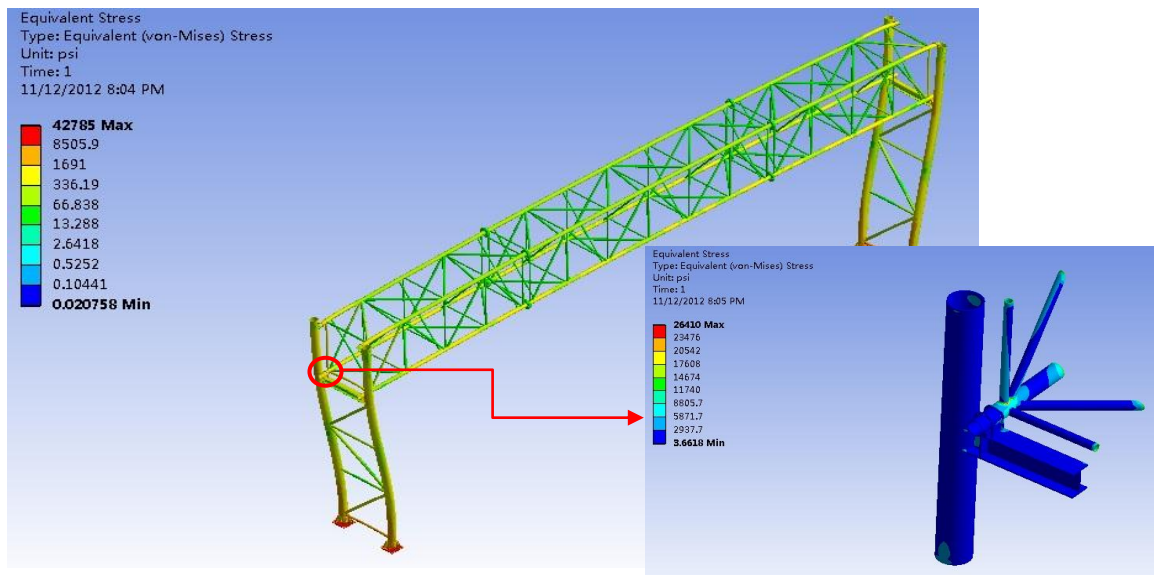 Equivalent Stress
Type: Equivalent (von-Mises) Stress
Unit: psi
Time: 1
11/12/2012 8:04 PM
42785 Max
8505.9
1691
336.19
66.838
13.288
2.6418
0.5252
0.10441
0.020758 Min
Equivalent Stress
Type: Equivalent (von-Mises) Stress
Unit: psi
Time: 1
11/12/2012 8:05 PM
26410 Max
23476
20542
17608
14674
11740
8805.7
5871.7
2937.7
3.6618 Min